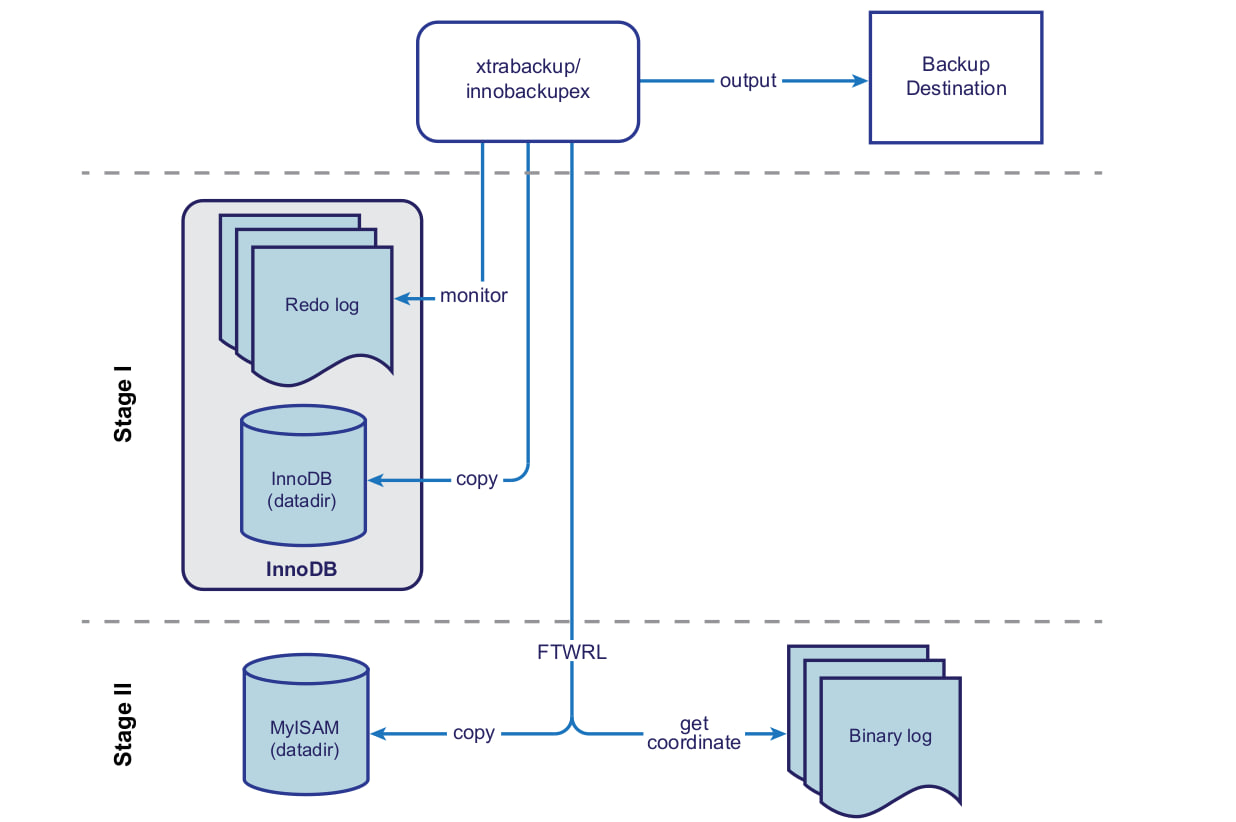 xtrabackup/
innobackupex
output
Backup
Destination
Stage I
Redo log
monitor
InnoDB
(datadir)
copy
InnoDB
Stage II
FTWRL
MyISAM
(datadir)
copy
get
coordinate
Binary log